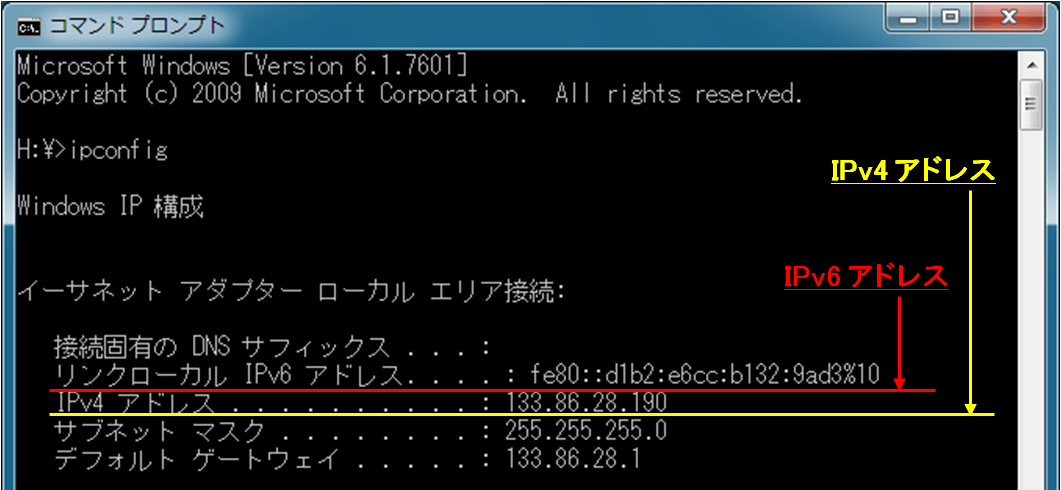 コマンド プロンプト
Microsoft Windows [Version 6.1.7601]
Copyright (c) 2009 Microsoft Corporation.  All rights reserved.
H:¥>ipconfig
IPv4 アドレス
Windows IP 構成
IPv6 アドレス
イーサネット アダプター ローカル エリア接続:
接続固有の DNS サフィックス . . . :
リンクローカル IPv6 アドレス. . . . : fe80::d1b2:e6cc:b132:9ad3%10
IPv4 アドレス . . . . . . . . . . : 133.86.28.190
サブネット マスク . . . . . . . . : 255.255.255.0
デフォルト ゲートウェイ . . . . . : 133.86.28.1